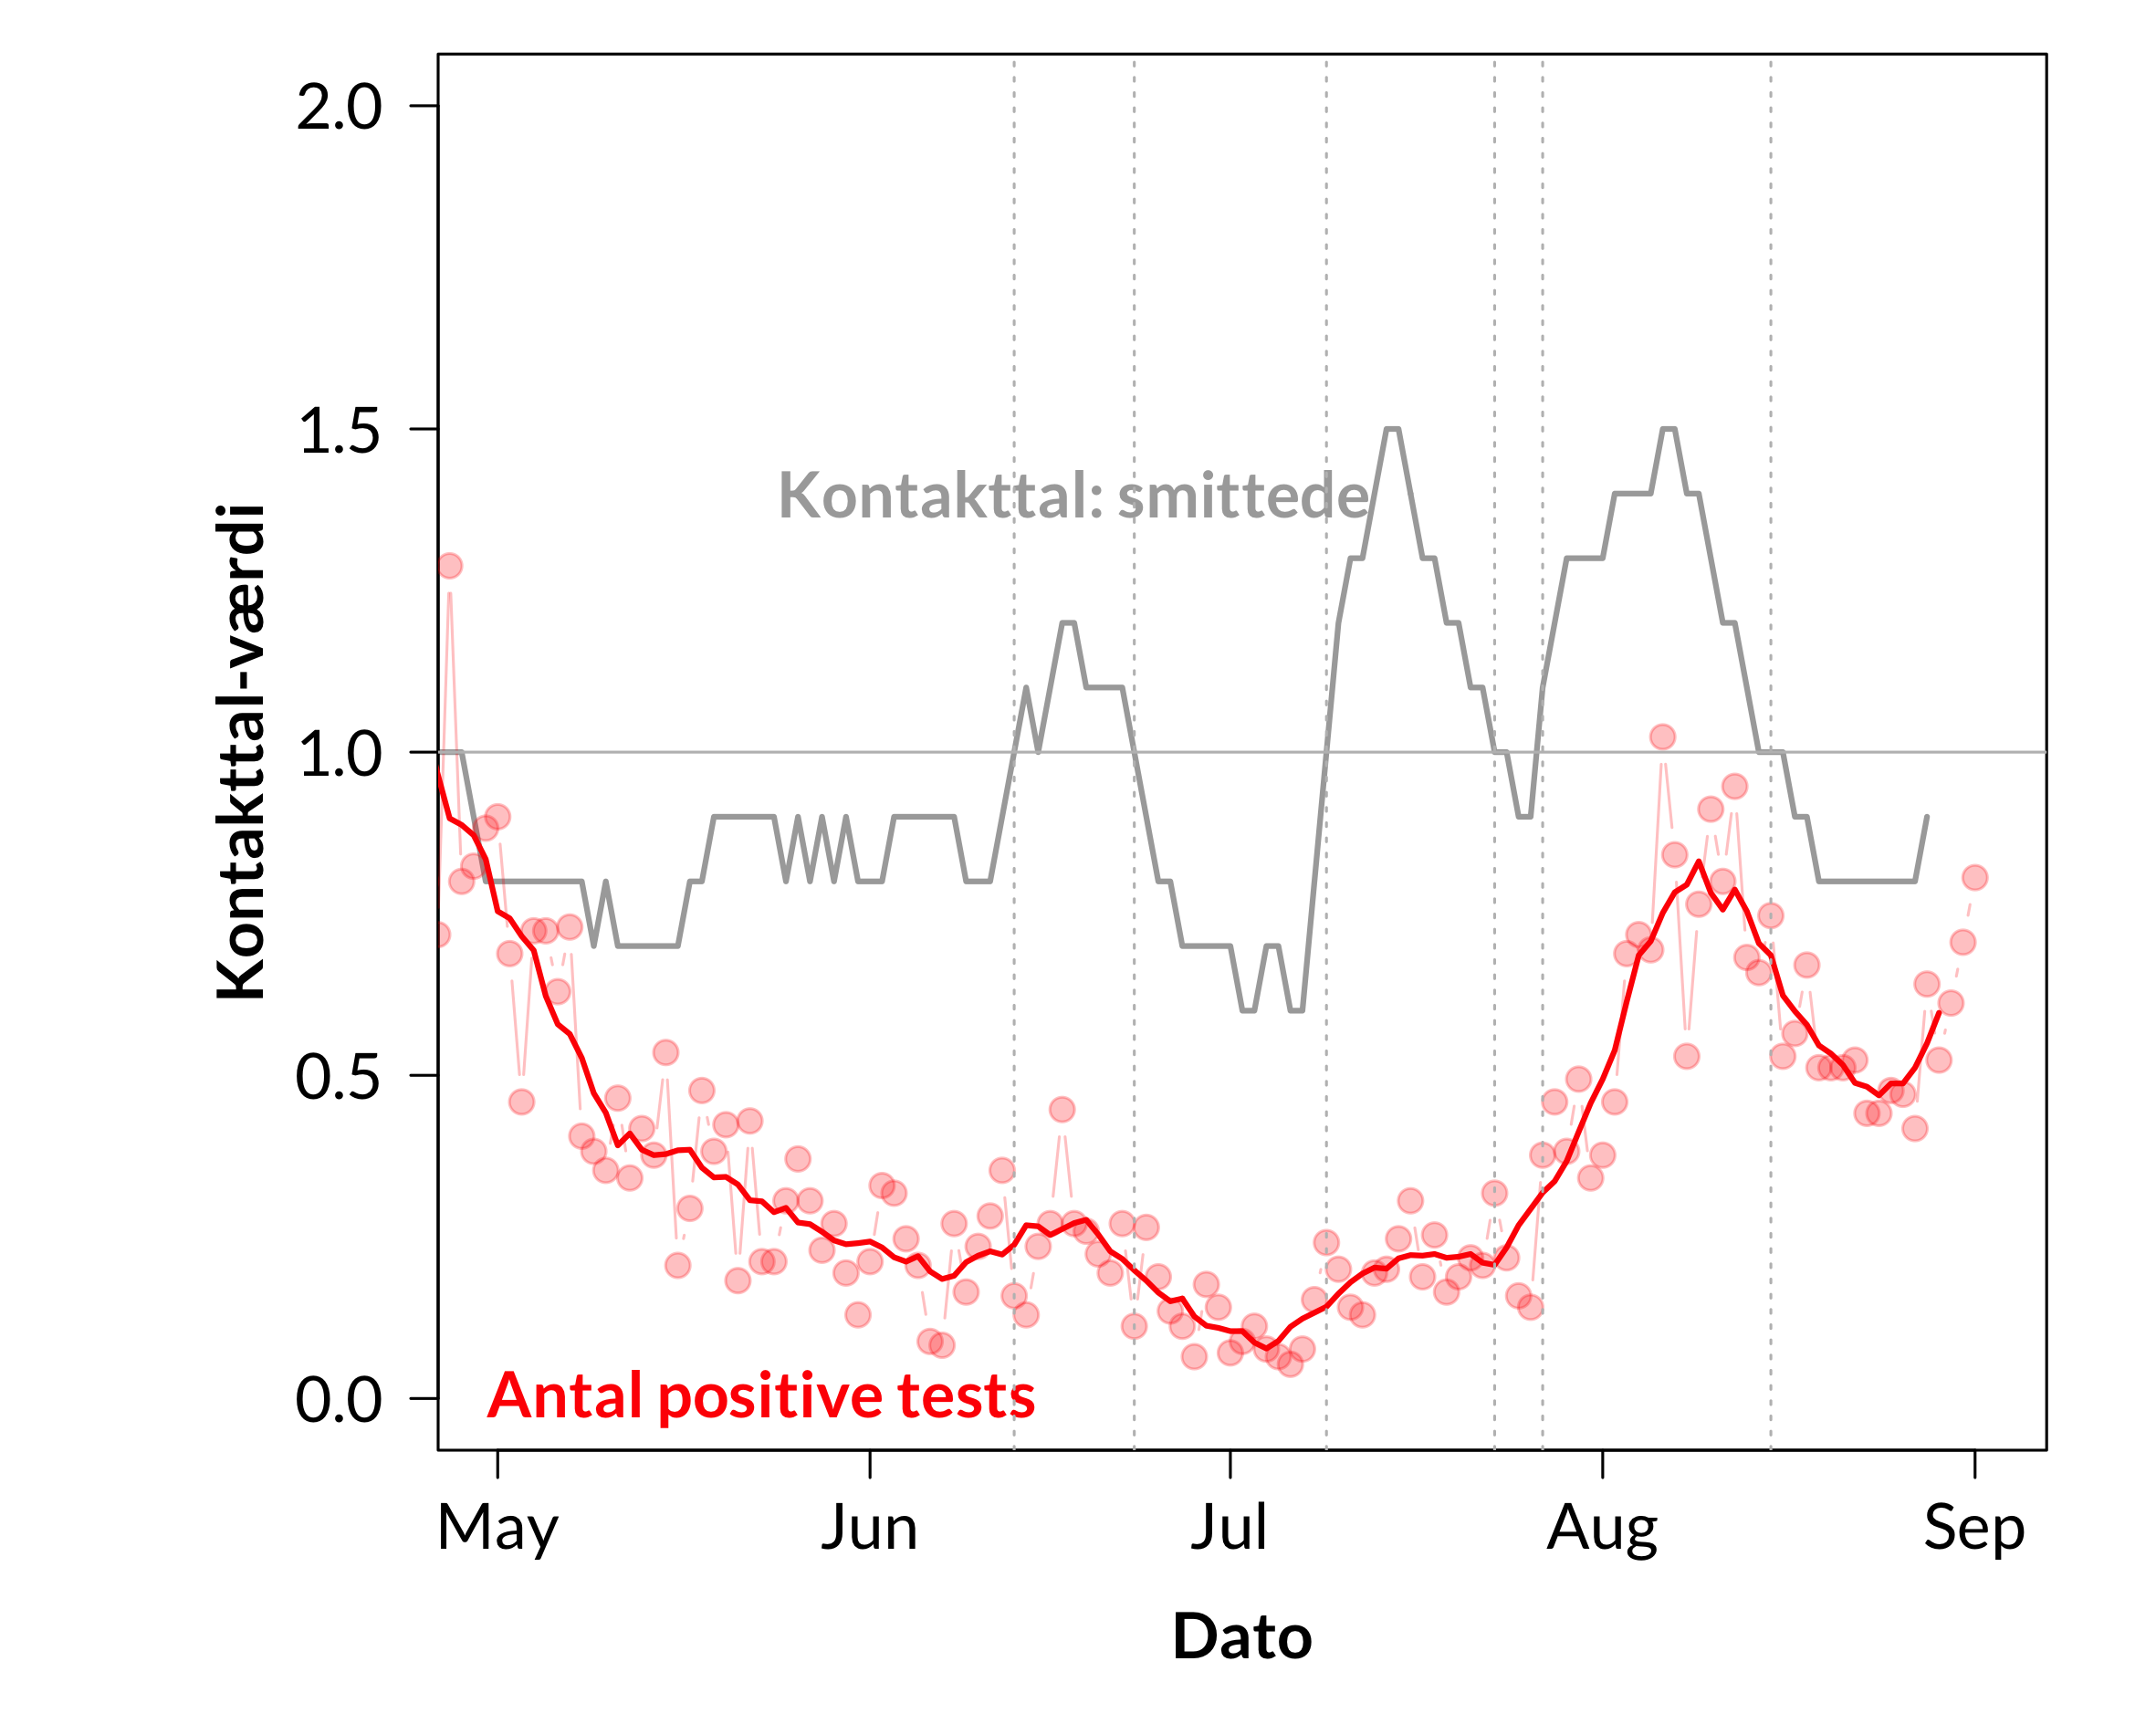 2.0
1.5
1.0
0.5
0.0
Kontakttal-værdi
Kontakttal: smittede
Antal positive tests
May
Jun
Jul
Aug
Sep
Dato